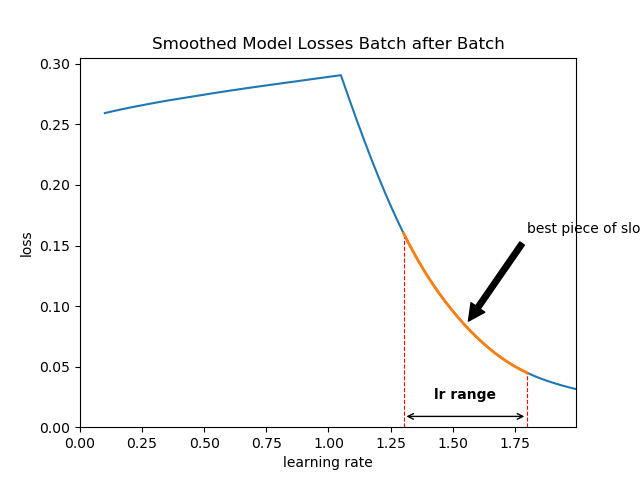 Smoothed Model Losses Batch after Batch
0.30
0.25
0.20
0.15
0.10
0.05
0.00
loss
best piece of slo
lr range
0.00 0.25 0.50 0.75 1.00 1.25 1.50 1.75
learning rate